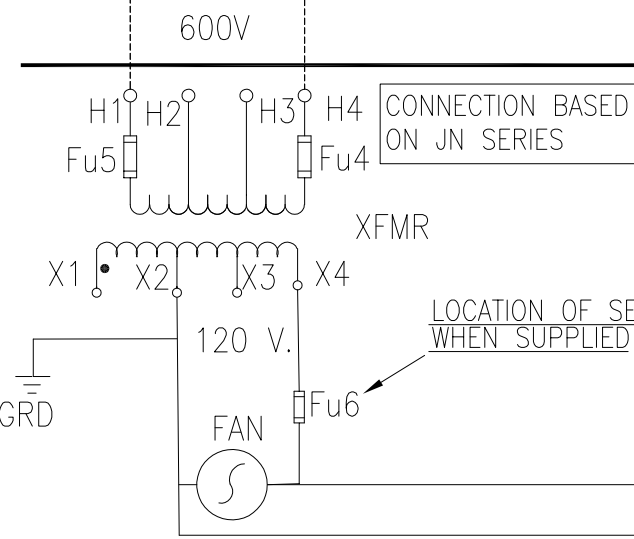 600V
H1 H2 H3 H4
CONNECTION BASED
ON JN SERIES
Fu5 Fu4
XFMR
X1 X2 X3 X4
LOCATION OF SE
WHEN SUPPLIED
120 V.
Fu6
GRD
FAN